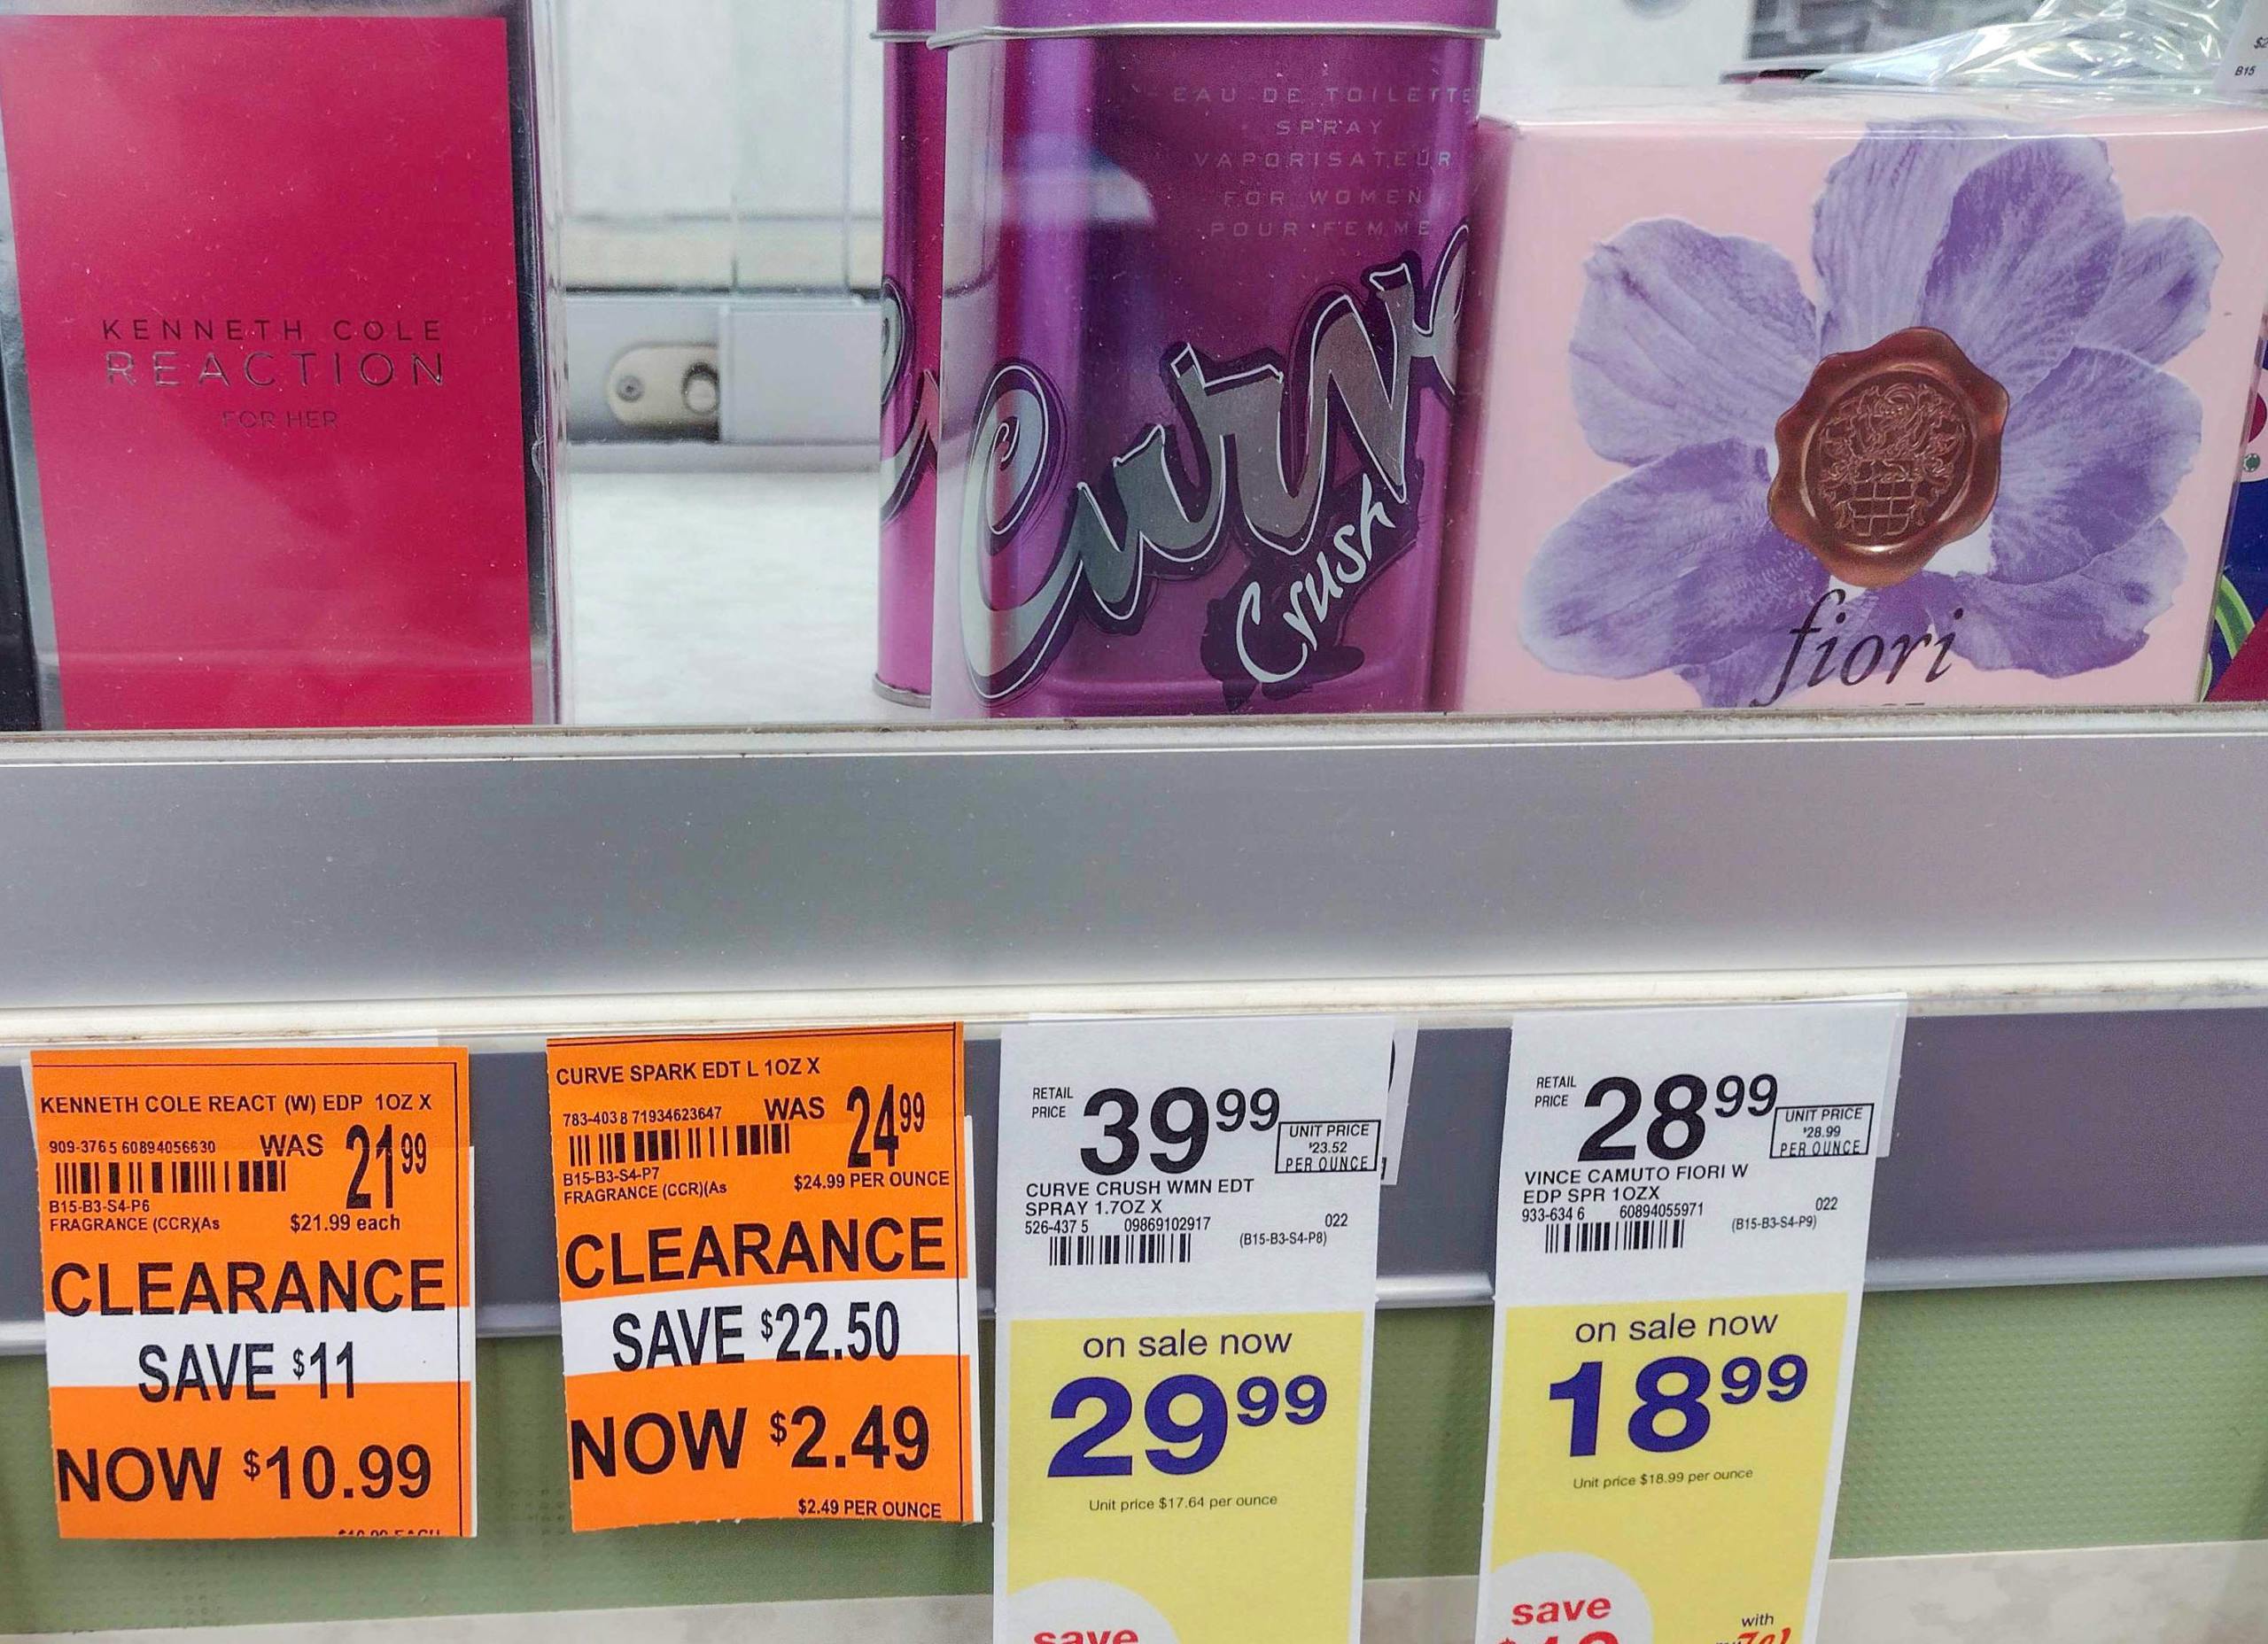 KENNETH COLE
REACTION
FOR HER
EAU DE TOILETTE
SPRAY
VAPORISATEUR
FOR WOMEN
POUR FEMME
Curve
Crush
fiori
B15
KENNETH COLE REACT (W) EDP 1OZ X
909-376 5 60894056630 WAS 21.99
B15-B3-S4-P6
FRAGRANCE (CCR)(As $21.99 each
CLEARANCE
SAVE $11
NOW $10.99
CURVE SPARK EDT L 1OZ X
783-403 8 71934623647 WAS 24.99
B15-B3-S4-P7
FRAGRANCE (CCR)(As $24.99 PER OUNCE
CLEARANCE
SAVE $22.50
NOW $2.49
$2.49 PER OUNCE
RETAIL
PRICE
39 99
UNIT PRICE
$23.52
PER OUNCE
CURVE CRUSH WMN EDT
SPRAY 1.7OZ X
526-437 5 09869102917 022
(B15-B3-S4-P8)
on sale now
29 99
Unit price $17.64 per ounce
save
RETAIL
PRICE
28 99
UNIT PRICE
$28.99
PER OUNCE
VINCE CAMUTO FIORI W
EDP SPR 1OZX
933-634 6 60894055971 022
(B15-B3-S4-P9)
on sale now
18 99
Unit price $18.99 per ounce
save
with